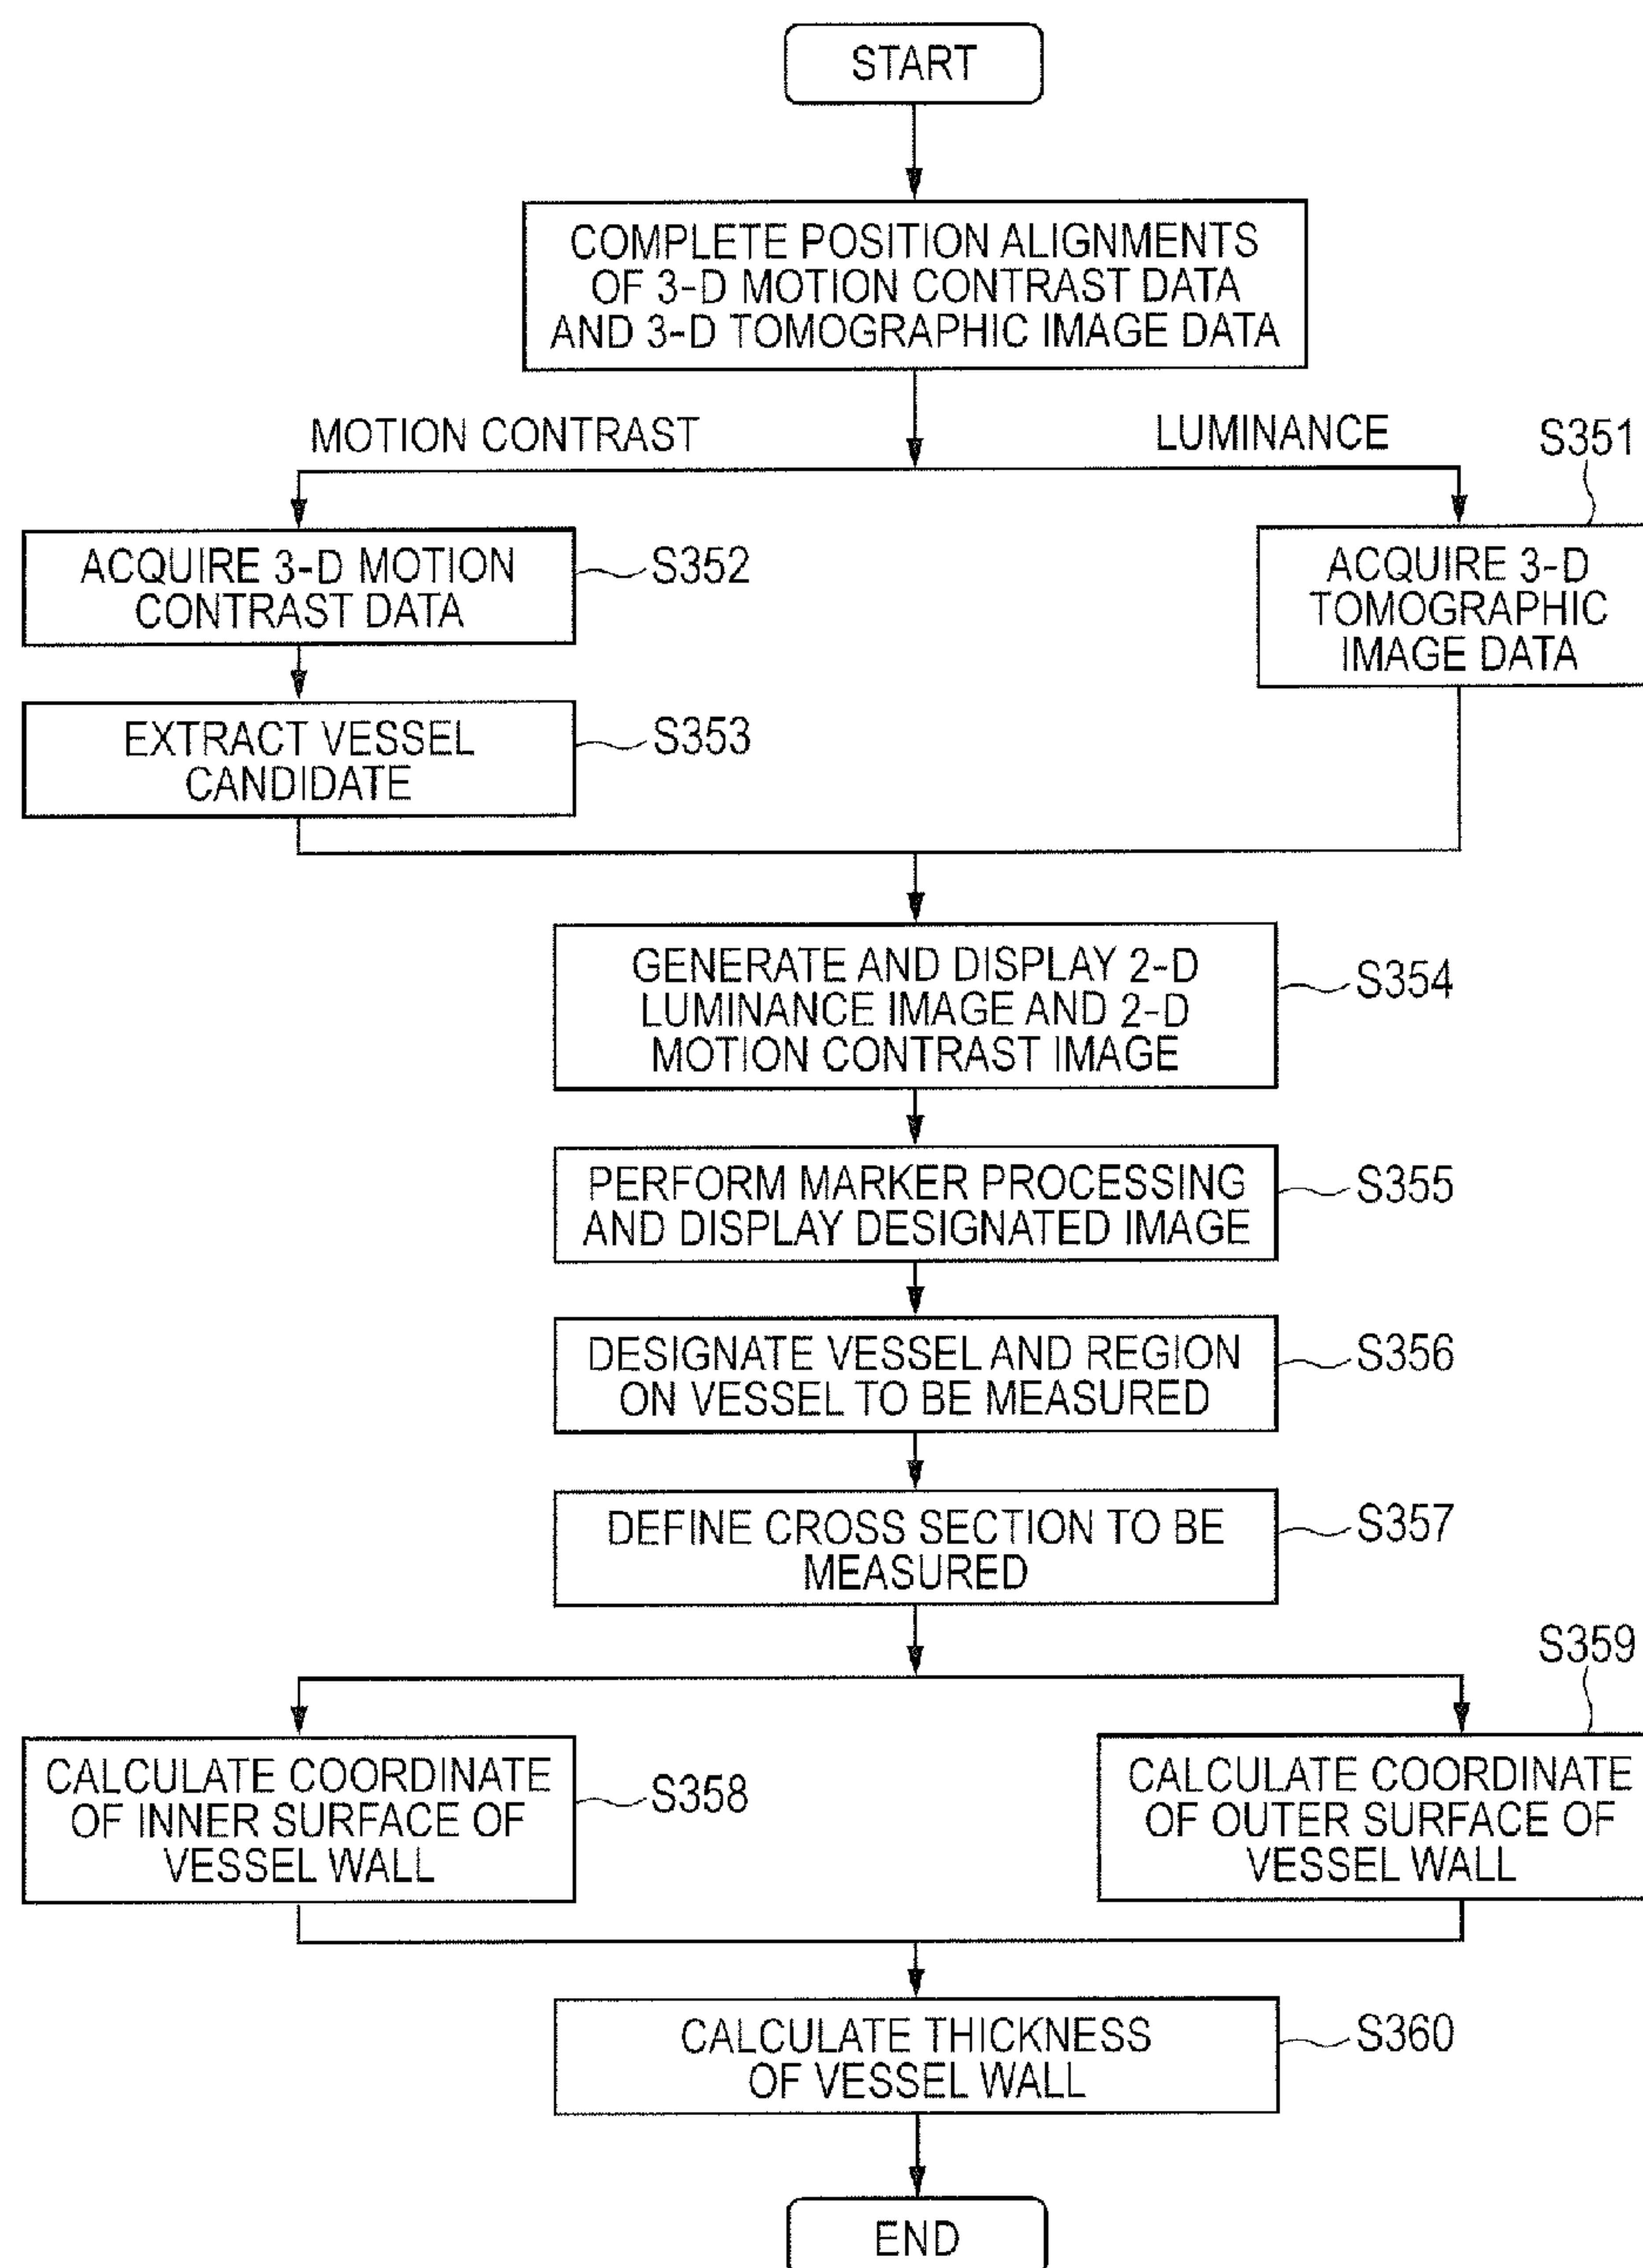 START
COMPLETE POSITION ALIGNMENTS
OF 3-D MOTION CONTRAST DATA
AND 3-D TOMOGRAPHIC IMAGE DATA
MOTION CONTRAST
LUMINANCE
S351
ACQUIRE 3-D MOTION
CONTRAST DATA
S352
ACQUIRE 3-D
TOMOGRAPHIC
IMAGE DATA
EXTRACT VESSEL
CANDIDATE
S353
GENERATE AND DISPLAY 2-D
LUMINANCE IMAGE AND 2-D
MOTION CONTRAST IMAGE
S354
PERFORM MARKER PROCESSING
AND DISPLAY DESIGNATED IMAGE
S355
DESIGNATE VESSEL AND REGION
ON VESSEL TO BE MEASURED
S356
DEFINE CROSS SECTION TO BE
MEASURED
S357
S359
CALCULATE COORDINATE
OF INNER SURFACE OF
VESSEL WALL
S358
CALCULATE COORDINATE
OF OUTER SURFACE OF
VESSEL WALL
CALCULATE THICKNESS
OF VESSEL WALL
S360
END